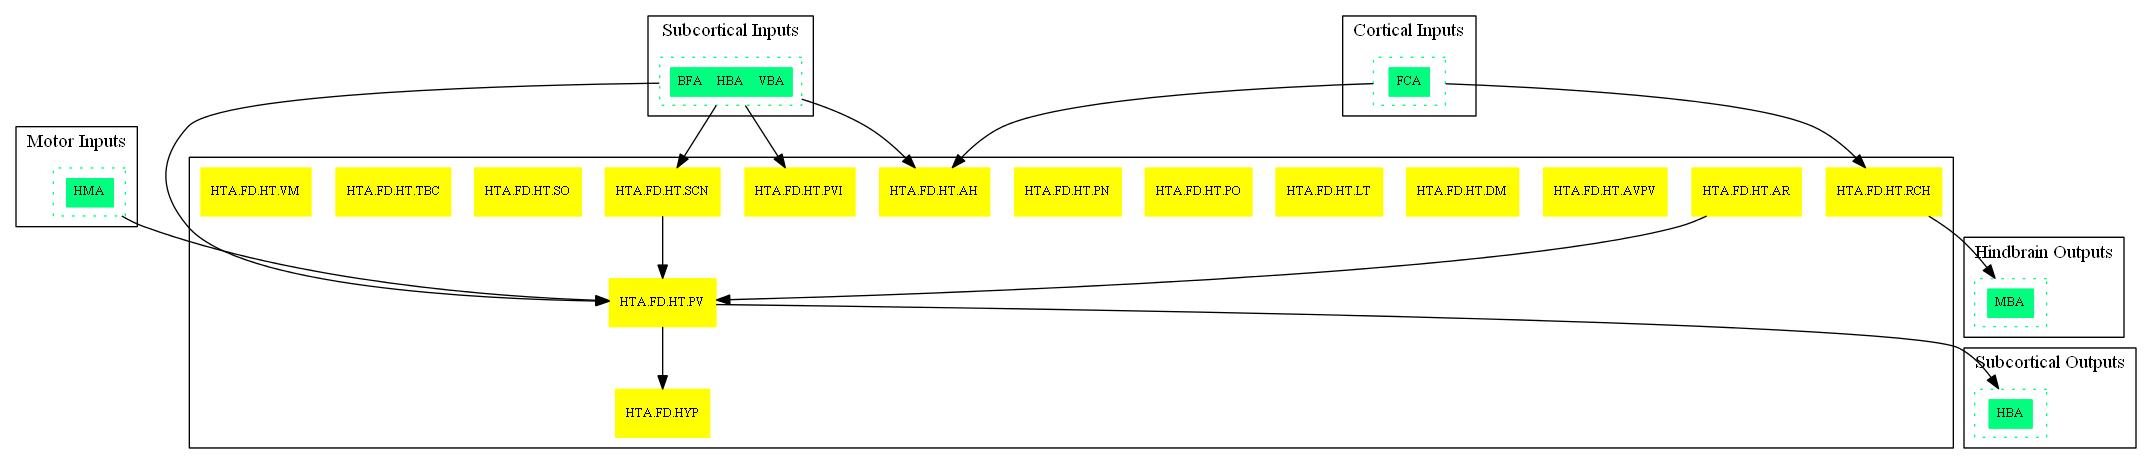 Subcortical Inputs
BFA HBA VBA
Cortical Inputs
FCA
Motor Inputs
HMA
HTA.FD.HT.VM
HTA.FD.HT.TBC
HTA.FD.HT.SO
HTA.FD.HT.SCN
HTA.FD.HT.PVI
HTA.FD.HT.AH
HTA.FD.HT.PN
HTA.FD.HT.PO
HTA.FD.HT.LT
HTA.FD.HT.DM
HTA.FD.HT.AVPV
HTA.FD.HT.AR
HTA.FD.HT.RCH
Hindbrain Outputs
MBA
HTA.FD.HT.PV
Subcortical Outputs
HBA
HTA.FD.HYP